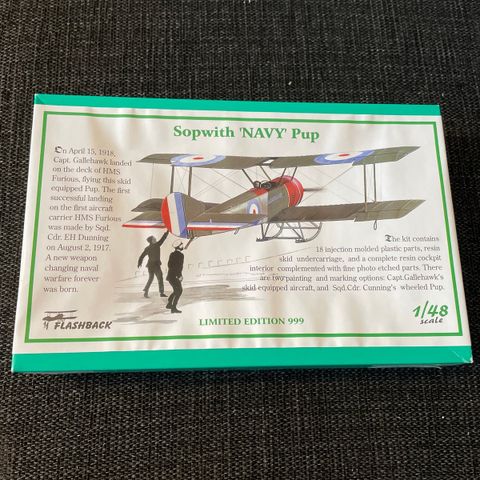 Sopwith 'NAVY' Pup
On April 15, 1918,
Capt. Gallehawk landed
on the deck of HMS
Furious, flying this skid
equipped Pup. The first
successful landing
on the first aircraft
carrier HMS Furious
was made by Sqd.
Cdr. EH Dunning
on August 2, 1917.
A new weapon
changing naval
warfare forever
was born.
The kit contains
18 injection molded plastic parts, resin
skid undercarriage, and a complete resin cockpit
interior complemented with fine photo etched parts. There
are two painting and marking options: Capt.Gallehawk's
skid equipped aircraft, and Sqd.Cdr. Cunning's wheeled Pup.
FLASHBACK
LIMITED EDITION 999
1/48
scale